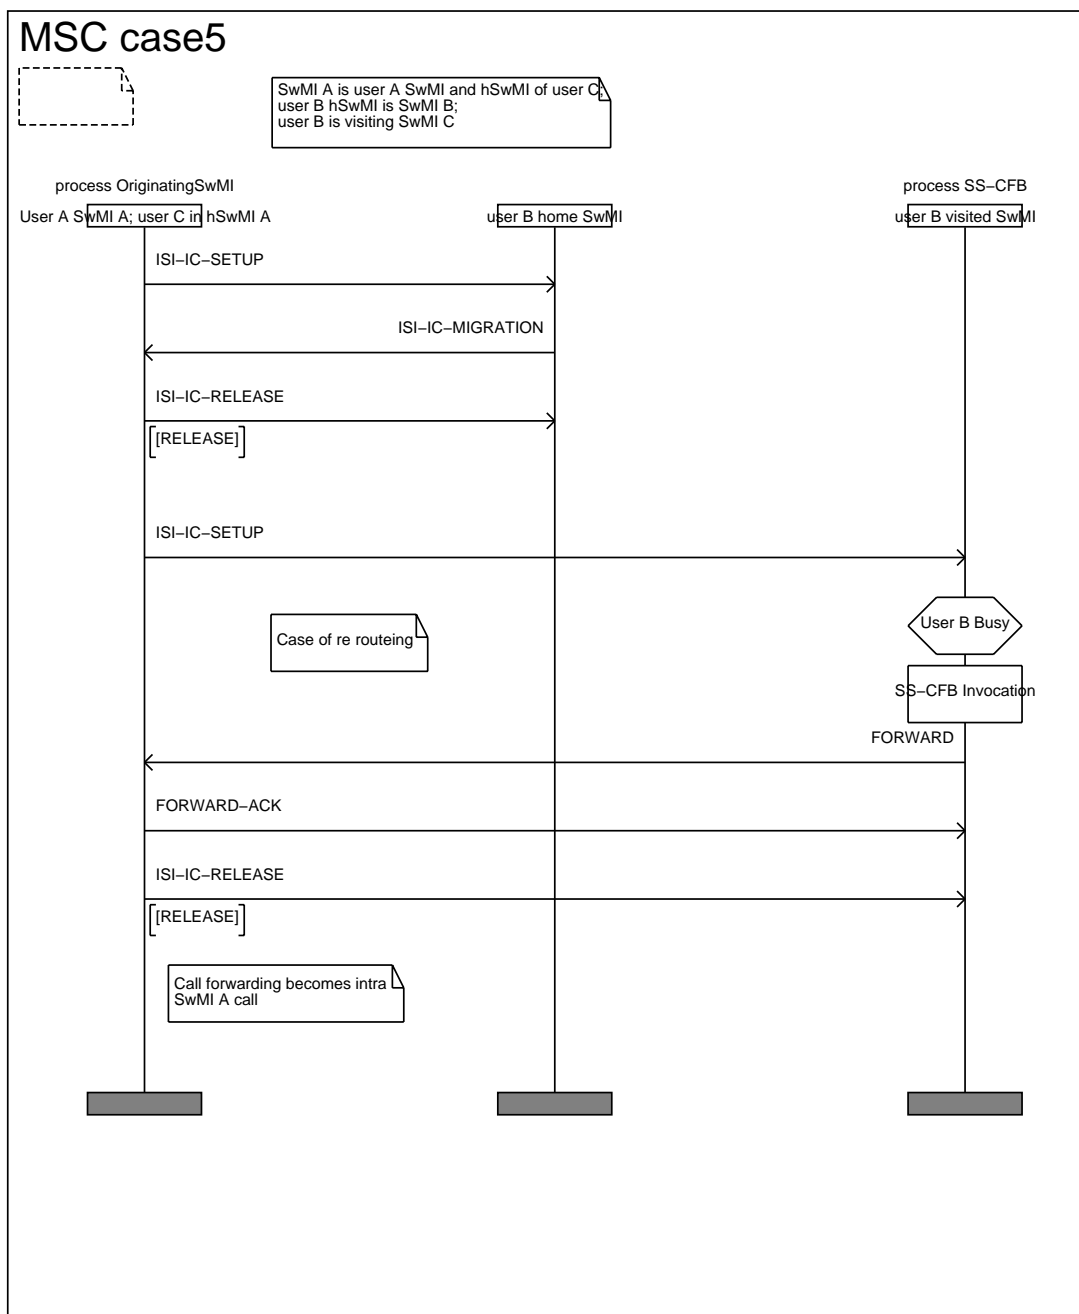 MSC case5
SwMI A is user A SwMI and hSwMI of user C;
user B hSwMI is SwMI B;
user B is visiting SwMI C
process OriginatingSwMI
process SS−CFB
User A SwMI A; user C in hSwMI A
user B home SwMI
user B visited SwMI
ISI−IC−SETUP
ISI−IC−MIGRATION
ISI−IC−RELEASE
[RELEASE]
ISI−IC−SETUP
Case of re routeing
User B Busy
SS−CFB Invocation
FORWARD
FORWARD−ACK
ISI−IC−RELEASE
[RELEASE]
Call forwarding becomes intra
SwMI A call